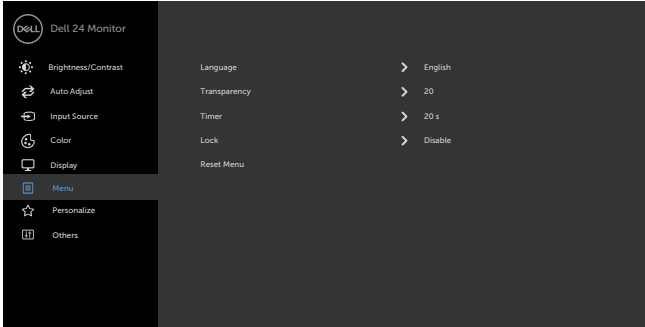 DELL Dell 24 Monitor
Brightness/Contrast
Auto Adjust
Input Source
Color
Display
Menu
Personalize
Others
Language English
Transparency 20
Timer 20 s
Lock Disable
Reset Menu